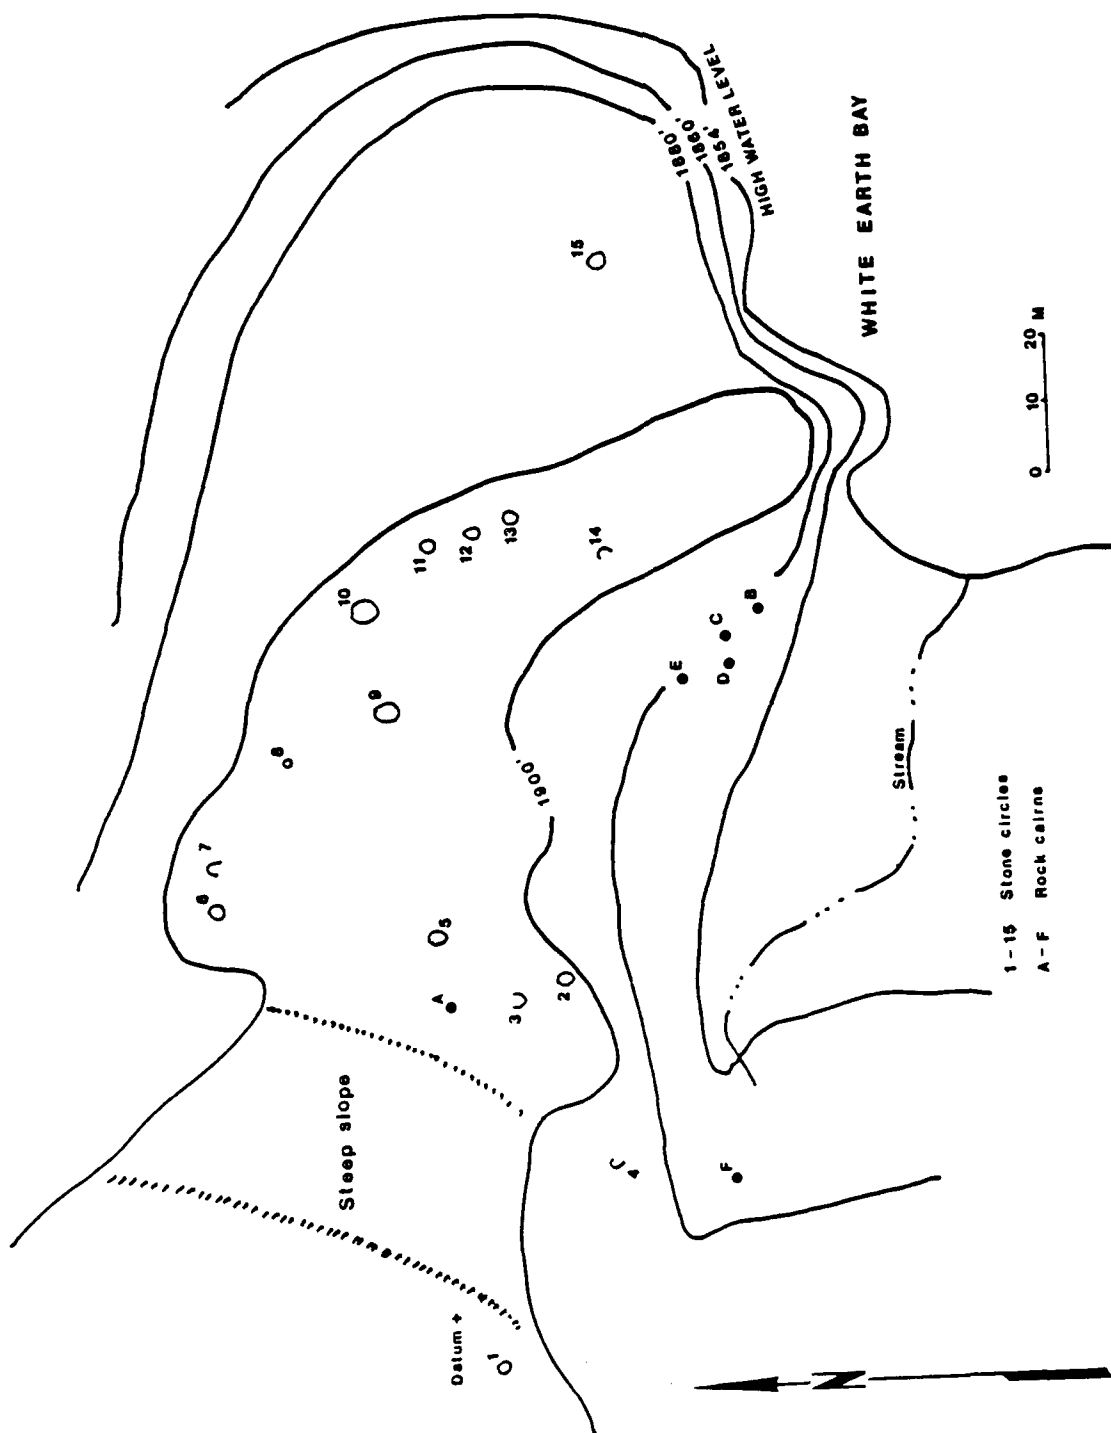 HIGH WATER LEVEL
1854'
1860'
1880'
WHITE EARTH BAY
15
0 10 20 M
11
12
13
14
10
9
8
7
6
5
A
3
2
1900'
E
D
C
B
Stream
Steep slope
4
F
Datum +
1
1-15 Stone circles
A-F Rock cairns
N